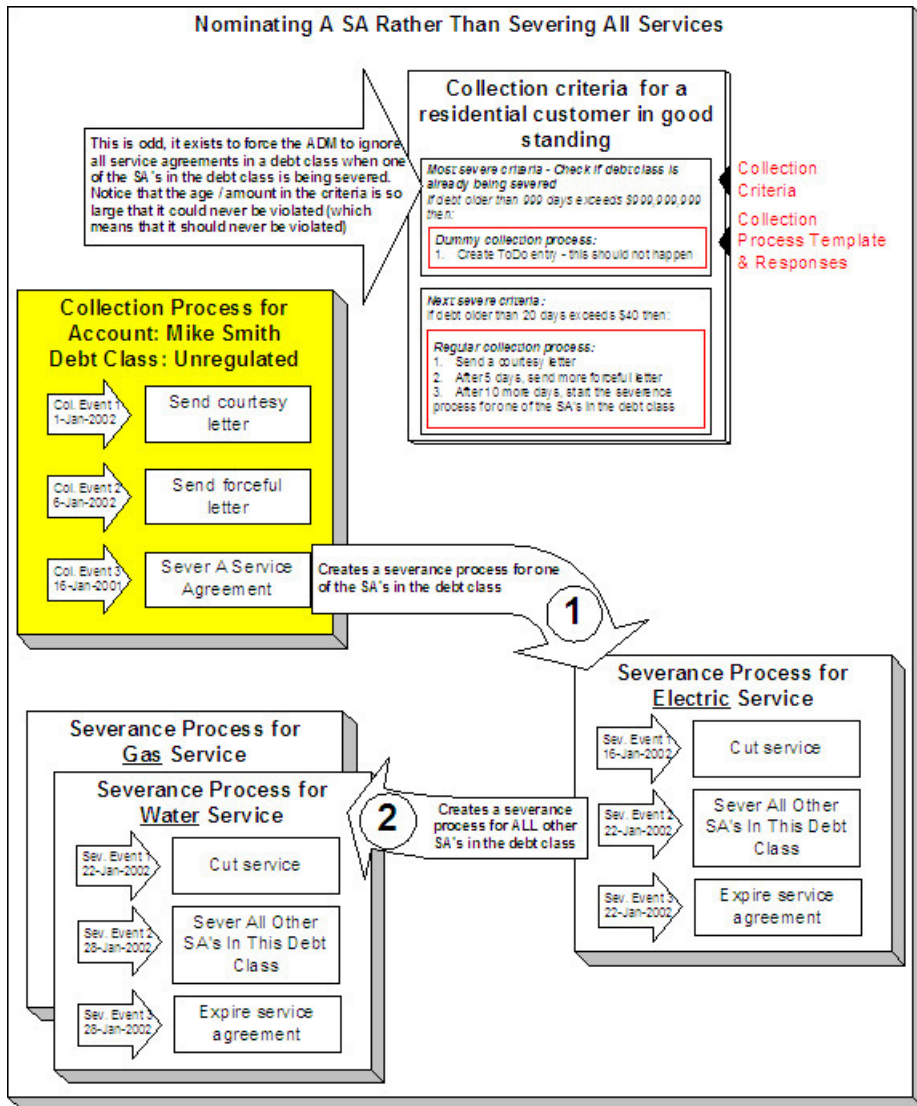 Nominating A SA Rather Than Severing All Services
This is odd, it exists to force the ADM to ignore
all service agreements in a debt class when one
of the SA's in the debt class is being severed.
Notice that the age / amount in the criteria is so
large that it could never be violated (which
means that it should never be violated)
Collection criteria for a
residential customer in good
standing
Most severe criteria - Check if debt class is
already being severed
If debt older than 999 days exceeds $999,999,999
then:
Dummy collection process:
1. Create ToDo entry - this should not happen
Next severe criteria:
If debt older than 20 days exceeds $40 then:
Regular collection process:
1. Send a courtesy letter
2. After 5 days, send more forceful letter
3. After 10 more days, start the severence
process for one of the SA's in the debt class
Collection
Criteria
Collection
Process Template
& Responses
Collection Process for
Account: Mike Smith
Debt Class: Unregulated
Col. Event 1
1-Jan-2002
Send courtesy
letter
Col. Event 2
6-Jan-2002
Send forceful
letter
Col. Event 3
16-Jan-2001
Sever A Service
Agreement
Creates a severance process for one
of the SA's in the debt class
1
Severance Process for
Electric Service
Sev. Event 1
16-Jan-2002
Cut service
Sev. Event 2
22-Jan-2002
Sever All Other
SA's In This Debt
Class
Sev. Event 3
22-Jan-2002
Expire service
agreement
Creates a severance
process for ALL other
SA's in the debt class
2
Severance Process for
Gas Service
Severance Process for
Water Service
Sev. Event 1
22-Jan-2002
Cut service
Sev. Event 2
28-Jan-2002
Sever All Other
SA's In This Debt
Class
Sev. Event 3
28-Jan-2002
Expire service
agreement